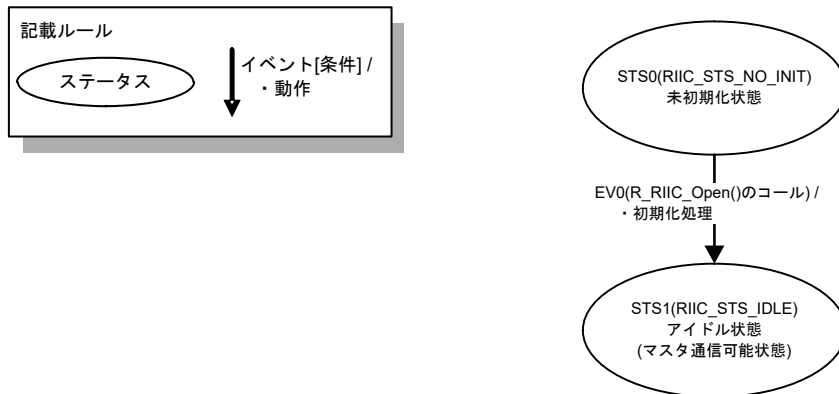 記載ルール
ステータス
イベント[条件] /
・動作
STS0(RIIC_STS_NO_INIT)
未初期化状態
EV0(R_RIIC_Open()のコール) /
・初期化処理
STS1(RIIC_STS_IDLE)
アイドル状態
(マスタ通信可能状態)